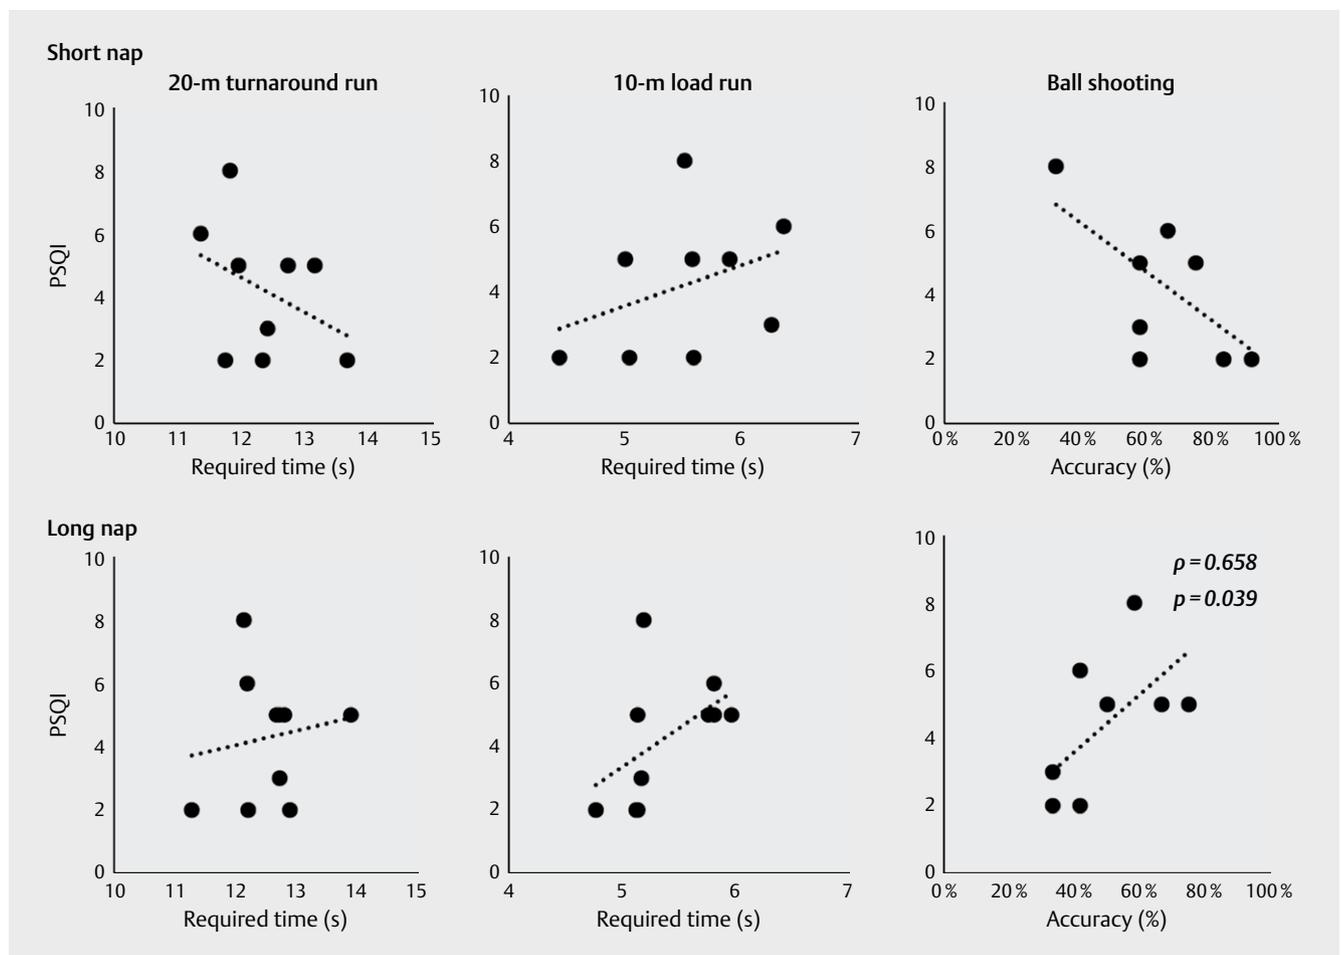 Short nap
20-m turnaround run
10
8
6
4
2
0
PSQI
10 11 12 13 14 15
Required time (s)
10-m load run
10
8
6
4
2
0
4 5 6 7
Required time (s)
Ball shooting
10
8
6
4
2
0
0 % 20 % 40 % 60 % 80 % 100 %
Accuracy (%)
Long nap
10
8
6
4
2
0
PSQI
10 11 12 13 14 15
Required time (s)
10
8
6
4
2
0
4 5 6 7
Required time (s)
10
8
6
4
2
0
ρ = 0.658
p = 0.039
0 % 20 % 40 % 60 % 80 % 100 %
Accuracy (%)